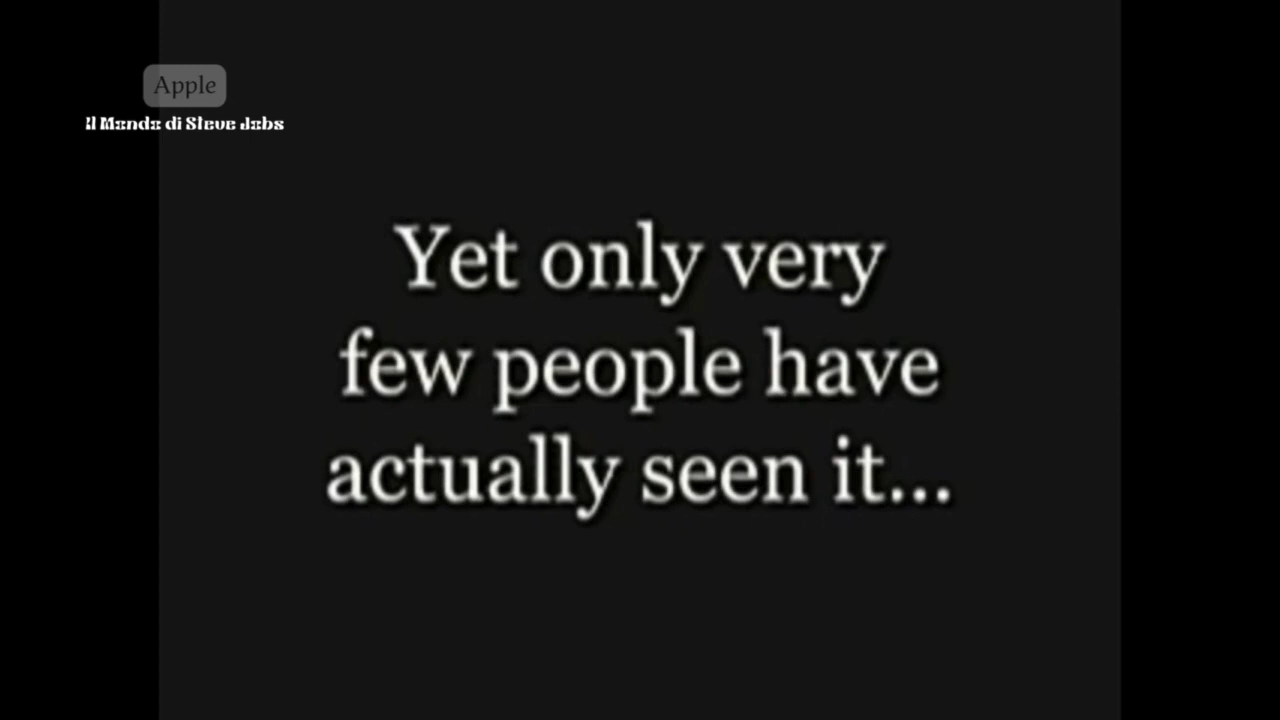 Apple
Il Mondo di Steve Jobs
Yet only very
few people have
actually seen it...